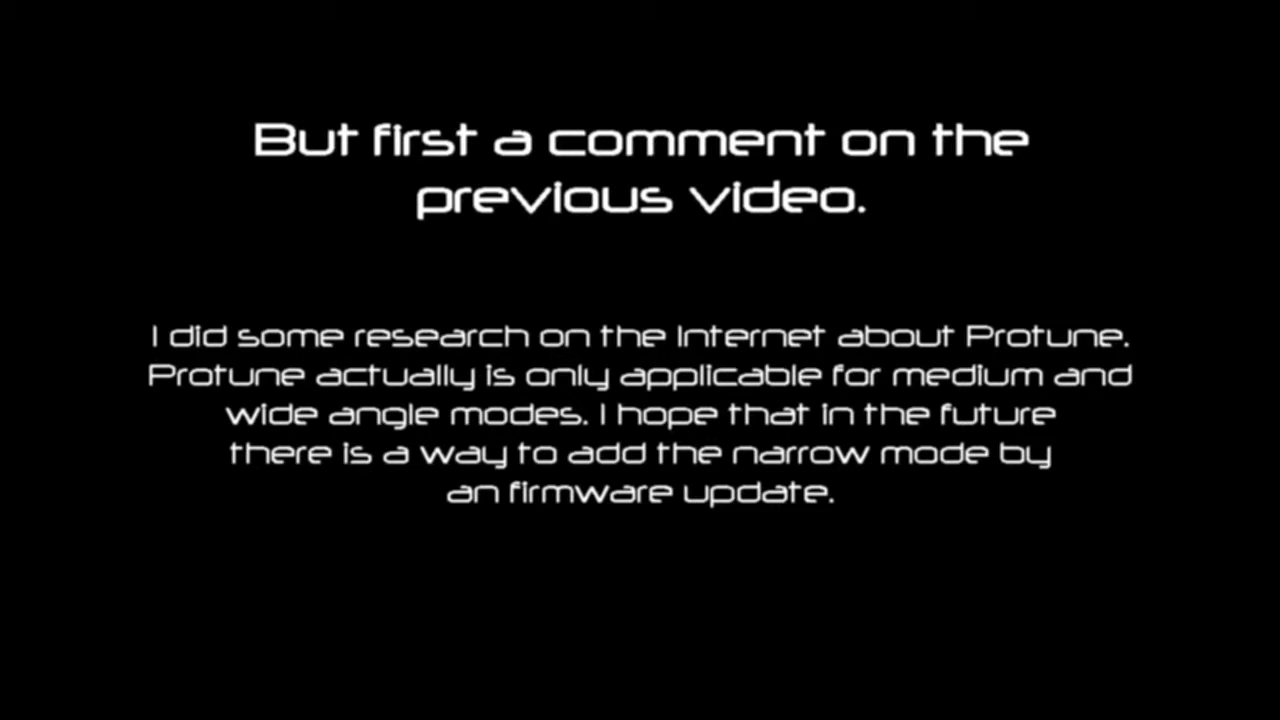 But first a comment on the
previous video.
I did some research on the Internet about Protune.
Protune actually is only applicable for medium and
wide angle modes. I hope that in the future
there is a way to add the narrow mode by
an firmware update.